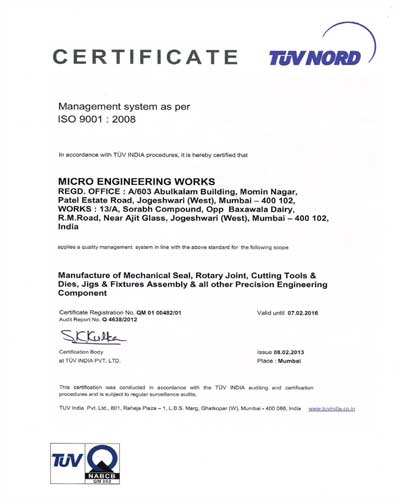 CERTIFICATE
TÜV NORD
Management system as per
ISO 9001 : 2008
In accordance with TÜV INDIA procedures, it is hereby certified that
MICRO ENGINEERING WORKS
REGD. OFFICE : A/603 Abulkalam Building, Momin Nagar,
Patel Estate Road, Jogeshwari (West), Mumbai – 400 102,
WORKS : 13/A, Sorabh Compound, Opp Baxawala Dairy,
R.M.Road, Near Ajit Glass, Jogeshwari (West), Mumbai – 400 102,
India
applies a quality management system in line with the above standard for the following scope
Manufacture of Mechanical Seal, Rotary Joint, Cutting Tools &
Dies, Jigs & Fixtures Assembly & all other Precision Engineering
Component
Certificate Registration No. QM 01 00482/01 Valid until 07.02.2016
Audit Report No. Q 4638/2012
Certification Body Issue 08.02.2013
at TÜV INDIA PVT. LTD. Place : Mumbai
This certification was conducted in accordance with the TÜV INDIA auditing and certification
procedures and is subject to regular surveillance audits.
TÜV India Pvt. Ltd., 801, Raheja Plaza – 1, L.B.S. Marg, Ghatkopar (W), Mumbai - 400 086, India www.tuvindia.co.in
TÜV
NABCB
QM 002